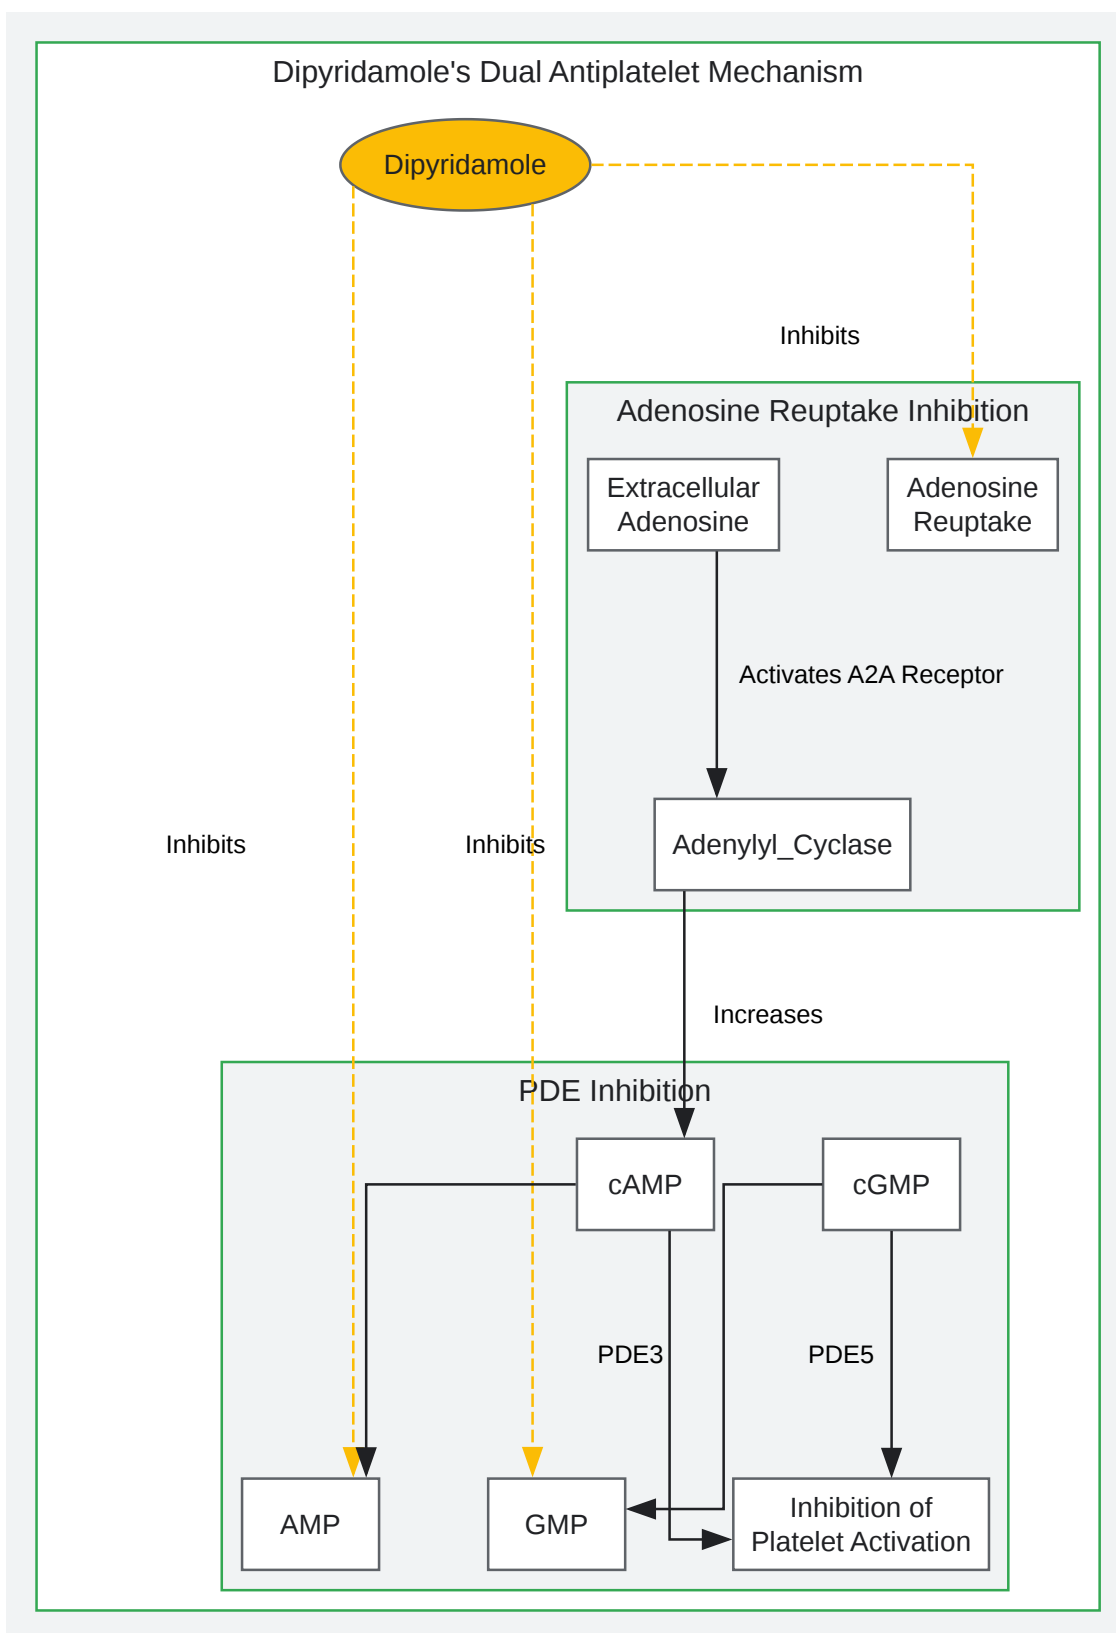 Dipyridamole's Dual Antiplatelet Mechanism
Dipyridamole
Inhibits
Adenosine Reuptake Inhibition
Extracellular
Adenosine
Adenosine
Reuptake
Activates A2A Receptor
Inhibits
Inhibits
Adenylyl_Cyclase
Increases
PDE Inhibition
cAMP
cGMP
PDE3
PDE5
AMP
GMP
Inhibition of
Platelet Activation